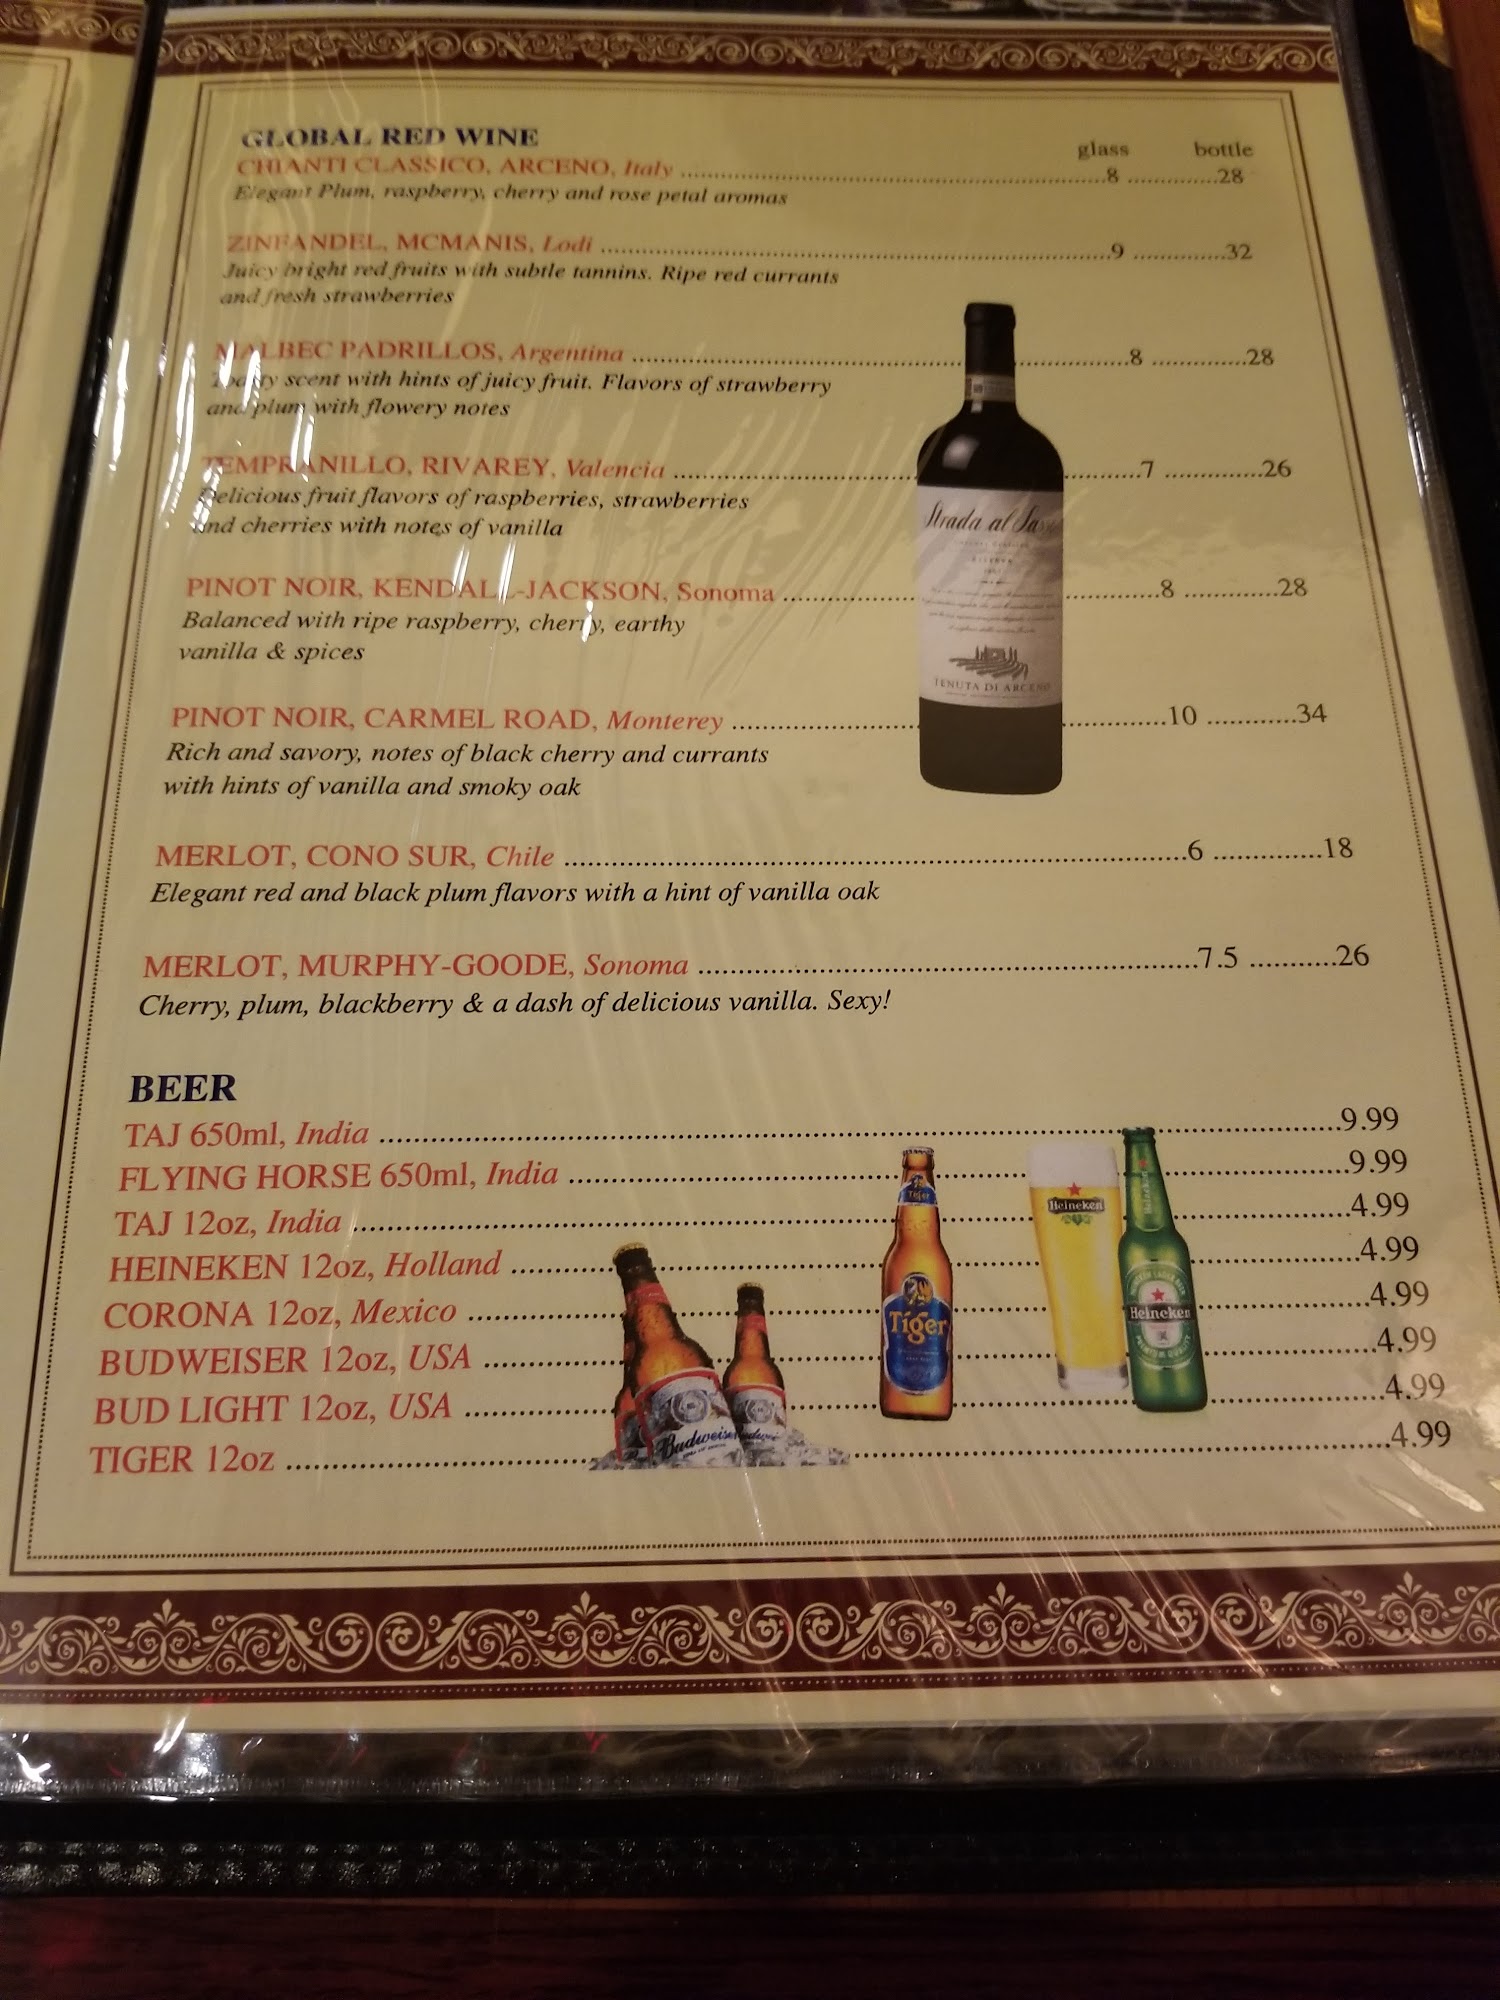 GLOBAL RED WINE
glass bottle
CHIANTI CLASSICO, ARCENO, Italy ........ 8 ........ 28
Elegant Plum, raspberry, cherry and rose petal aromas
ZINFANDEL, MCMANIS, Lodi ........ 9 ........ 32
Juicy bright red fruits with subtle tannins. Ripe red currants
and fresh strawberries
MALBEC PADRILLOS, Argentina ........ 8 ........ 28
Toasty scent with hints of juicy fruit. Flavors of strawberry
and plum with flowery notes
TEMPRANILLO, RIVAREY, Valencia ........ 7 ........ 26
Delicious fruit flavors of raspberries, strawberries
and cherries with notes of vanilla
PINOT NOIR, KENDALL-JACKSON, Sonoma ........ 8 ........ 28
Balanced with ripe raspberry, cherry, earthy
vanilla & spices
PINOT NOIR, CARMEL ROAD, Monterey ........ 10 ........ 34
Rich and savory, notes of black cherry and currants
with hints of vanilla and smoky oak
MERLOT, CONO SUR, Chile ........ 6 ........ 18
Elegant red and black plum flavors with a hint of vanilla oak
MERLOT, MURPHY-GOODE, Sonoma ........ 7.5 ........ 26
Cherry, plum, blackberry & a dash of delicious vanilla. Sexy!
Strada al
RISERVA
TENUTA DI ARCENO
BEER
TAJ 650ml, India ........ 9.99
FLYING HORSE 650ml, India ........ 9.99
TAJ 12oz, India ........ 4.99
HEINEKEN 12oz, Holland ........ 4.99
CORONA 12oz, Mexico ........ 4.99
BUDWEISER 12oz, USA ........ 4.99
BUD LIGHT 12oz, USA ........ 4.99
TIGER 12oz ........ 4.99
Budweiser
Tiger
Tiger
Heineken
Heineken
Heineken
PREMIUM QUALITY